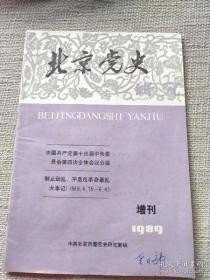 北京党史
研究
BEIJINGDANGSHI YANJIU
中国共产党第十三届中央委
员会第四次全体会议公报
制止动乱、平息反革命暴乱
大事记(1989.4.15—6.4)
增刊
1989
中共北京市委党史研究室编